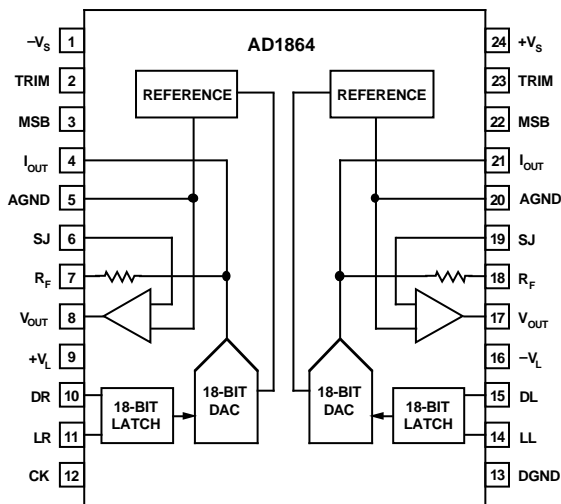 AD1864
–VS 1
TRIM 2
MSB 3
IOUT 4
AGND 5
SJ 6
RF 7
VOUT 8
+VL 9
DR 10
LR 11
CK 12
24 +VS
23 TRIM
22 MSB
21 IOUT
20 AGND
19 SJ
18 RF
17 VOUT
16 –VL
15 DL
14 LL
13 DGND
REFERENCE
REFERENCE
18-BIT
LATCH
18-BIT
DAC
18-BIT
DAC
18-BIT
LATCH